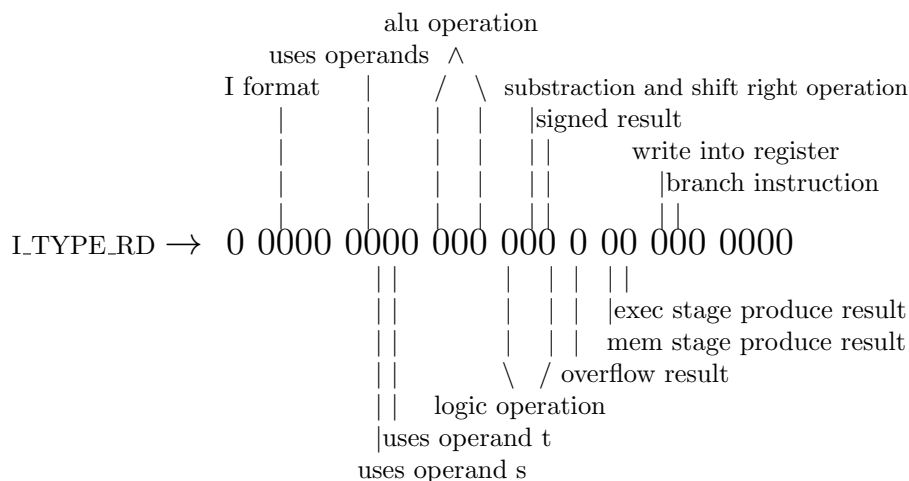 alu operation
uses operands ∧
I format | / \ substraction and shift right operation
| | | | |signed result
| | | | | |
| | | | | | write into register
| | | | | | |branch instruction
| | | | | | | |
I_TYPE_RD → 0 0000 0000 000 000 0 00 000 0000
| | | | | | |
| | | | | |exec stage produce result
| | | | | mem stage produce result
| | \ / overflow result
| | logic operation
|uses operand t
uses operand s